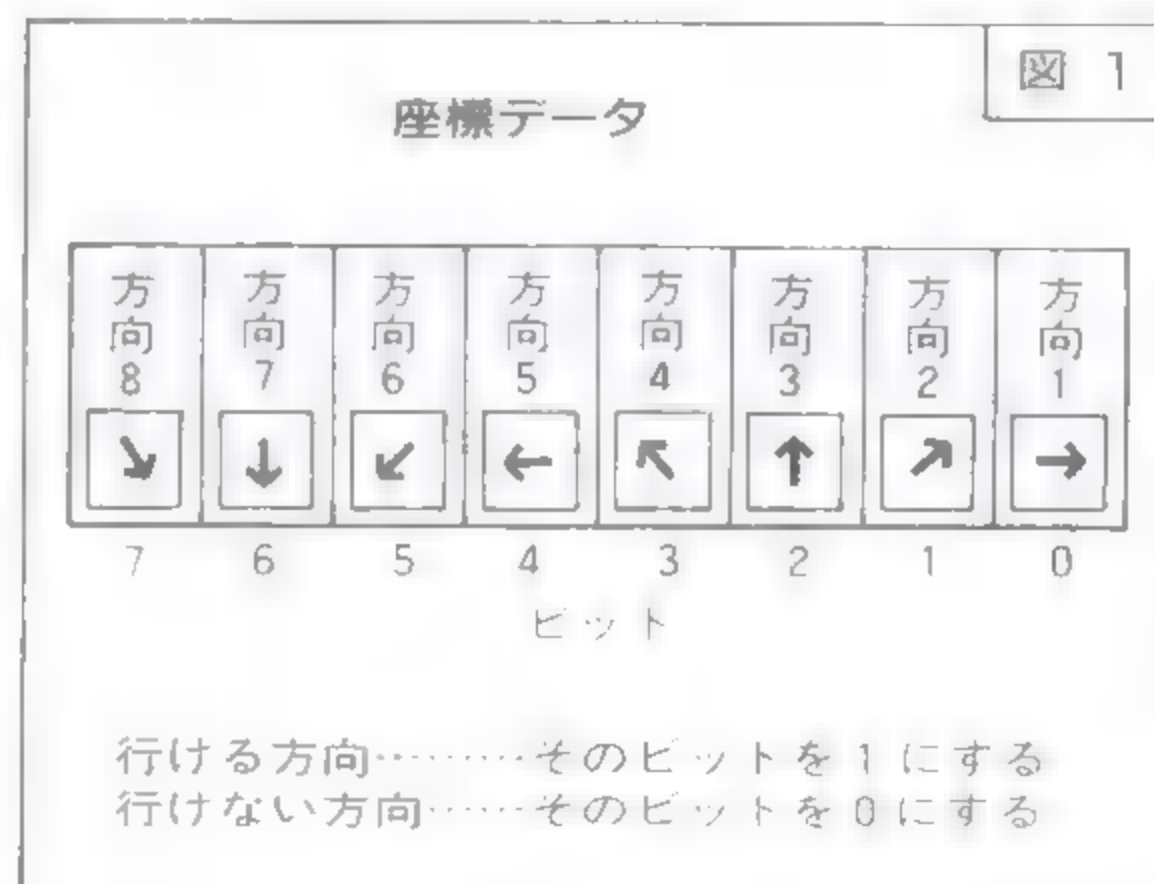 図 1
座標データ
方向8 方向7 方向6 方向5 方向4 方向3 方向2 方向1
↘ ↓ ↙ ← ↖ ↑ ↗ →
7 6 5 4 3 2 1 0
ビット
行ける方向………そのビットを1にする
行けない方向……そのビットを0にする